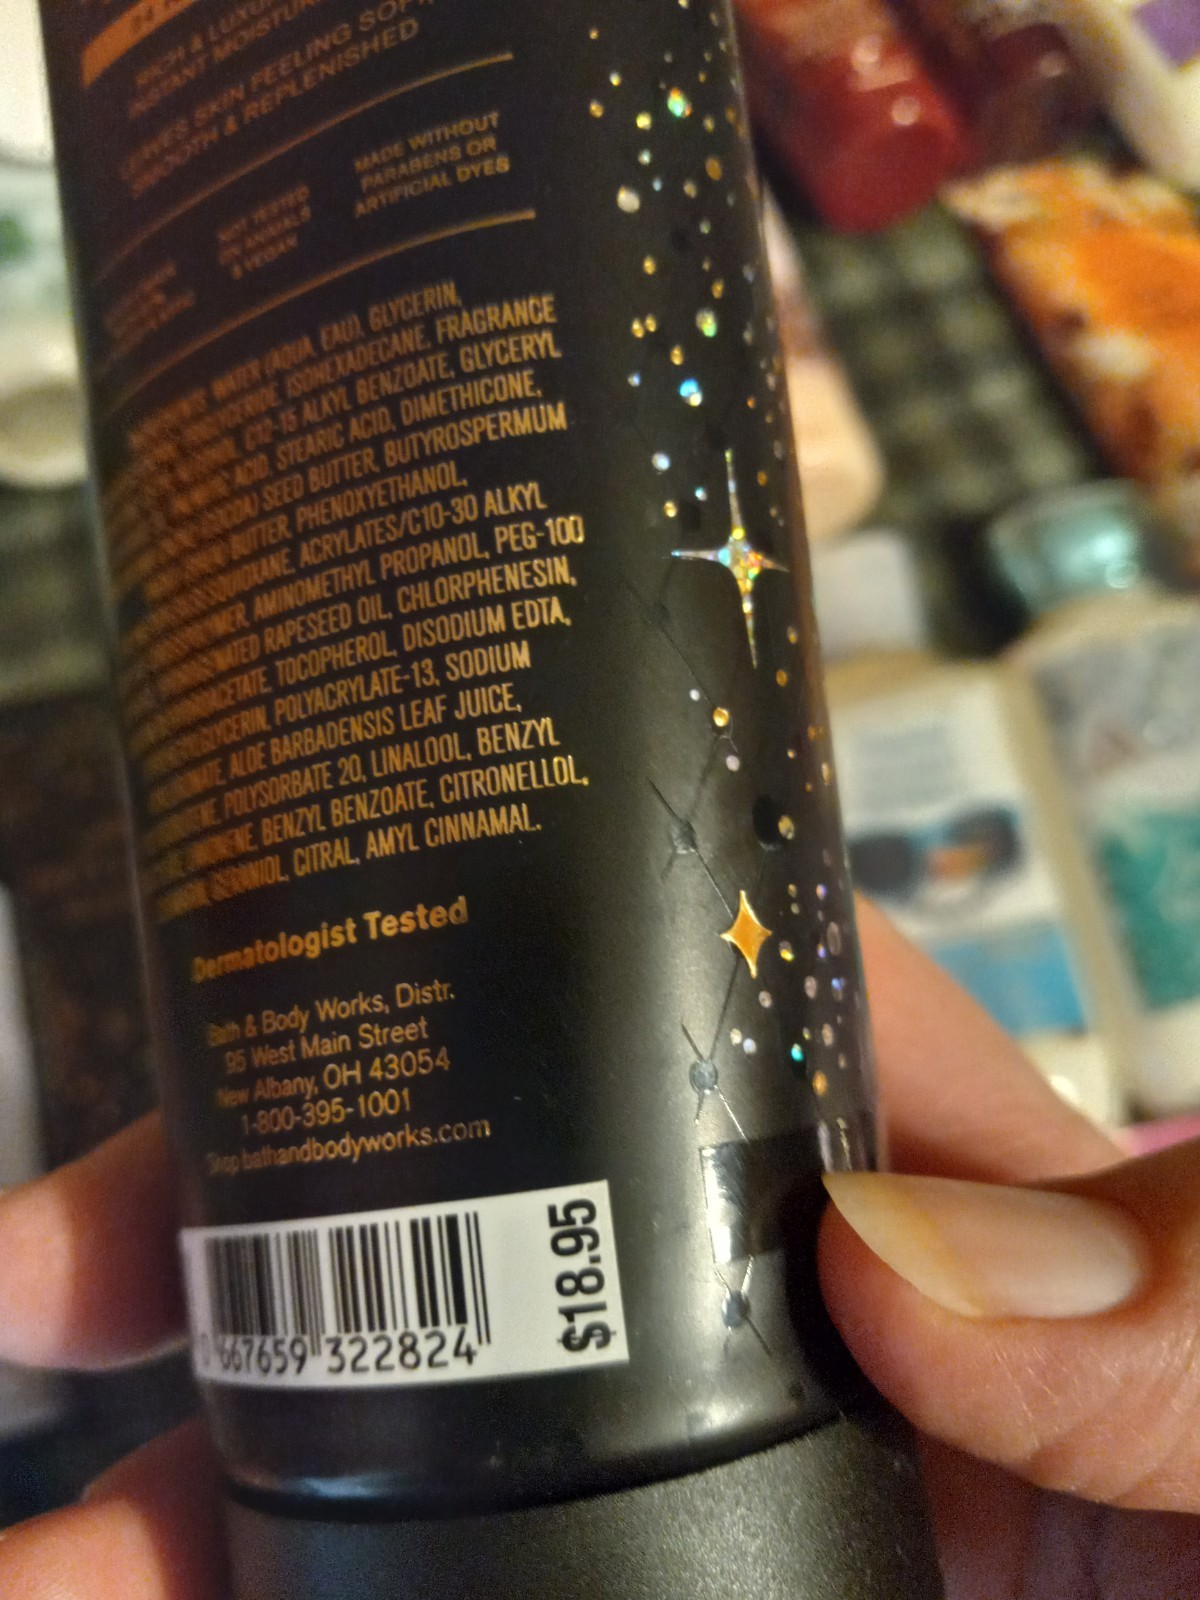 RICH & LUXUR
INSTANT MOISTURE
LEAVES SKIN FEELING SOFT,
SMOOTH & REPLENISHED
NOT TESTED
ON ANIMALS
& VEGAN
MADE WITHOUT
PARABENS OR
ARTIFICIAL DYES
WATER (AQUA, EAU), GLYCERIN,
ISOHEXADECANE, FRAGRANCE
C12-15 ALKYL BENZOATE, GLYCERYL
ACID, STEARIC ACID, DIMETHICONE,
SEED BUTTER, BUTYROSPERMUM
BUTTER, PHENOXYETHANOL,
ACRYLATES/C10-30 ALKYL
AMINOMETHYL PROPANOL, PEG-100
RAPESEED OIL, CHLORPHENESIN,
TOCOPHEROL, DISODIUM EDTA,
POLYACRYLATE-13, SODIUM
ALOE BARBADENSIS LEAF JUICE,
POLYSORBATE 20, LINALOOL, BENZYL
BENZYL BENZOATE, CITRONELLOL,
GERANIOL, CITRAL, AMYL CINNAMAL.
Dermatologist Tested
Bath & Body Works, Distr.
95 West Main Street
New Albany, OH 43054
1-800-395-1001
Shop bathandbodyworks.com
0 667659 322824
$18.95